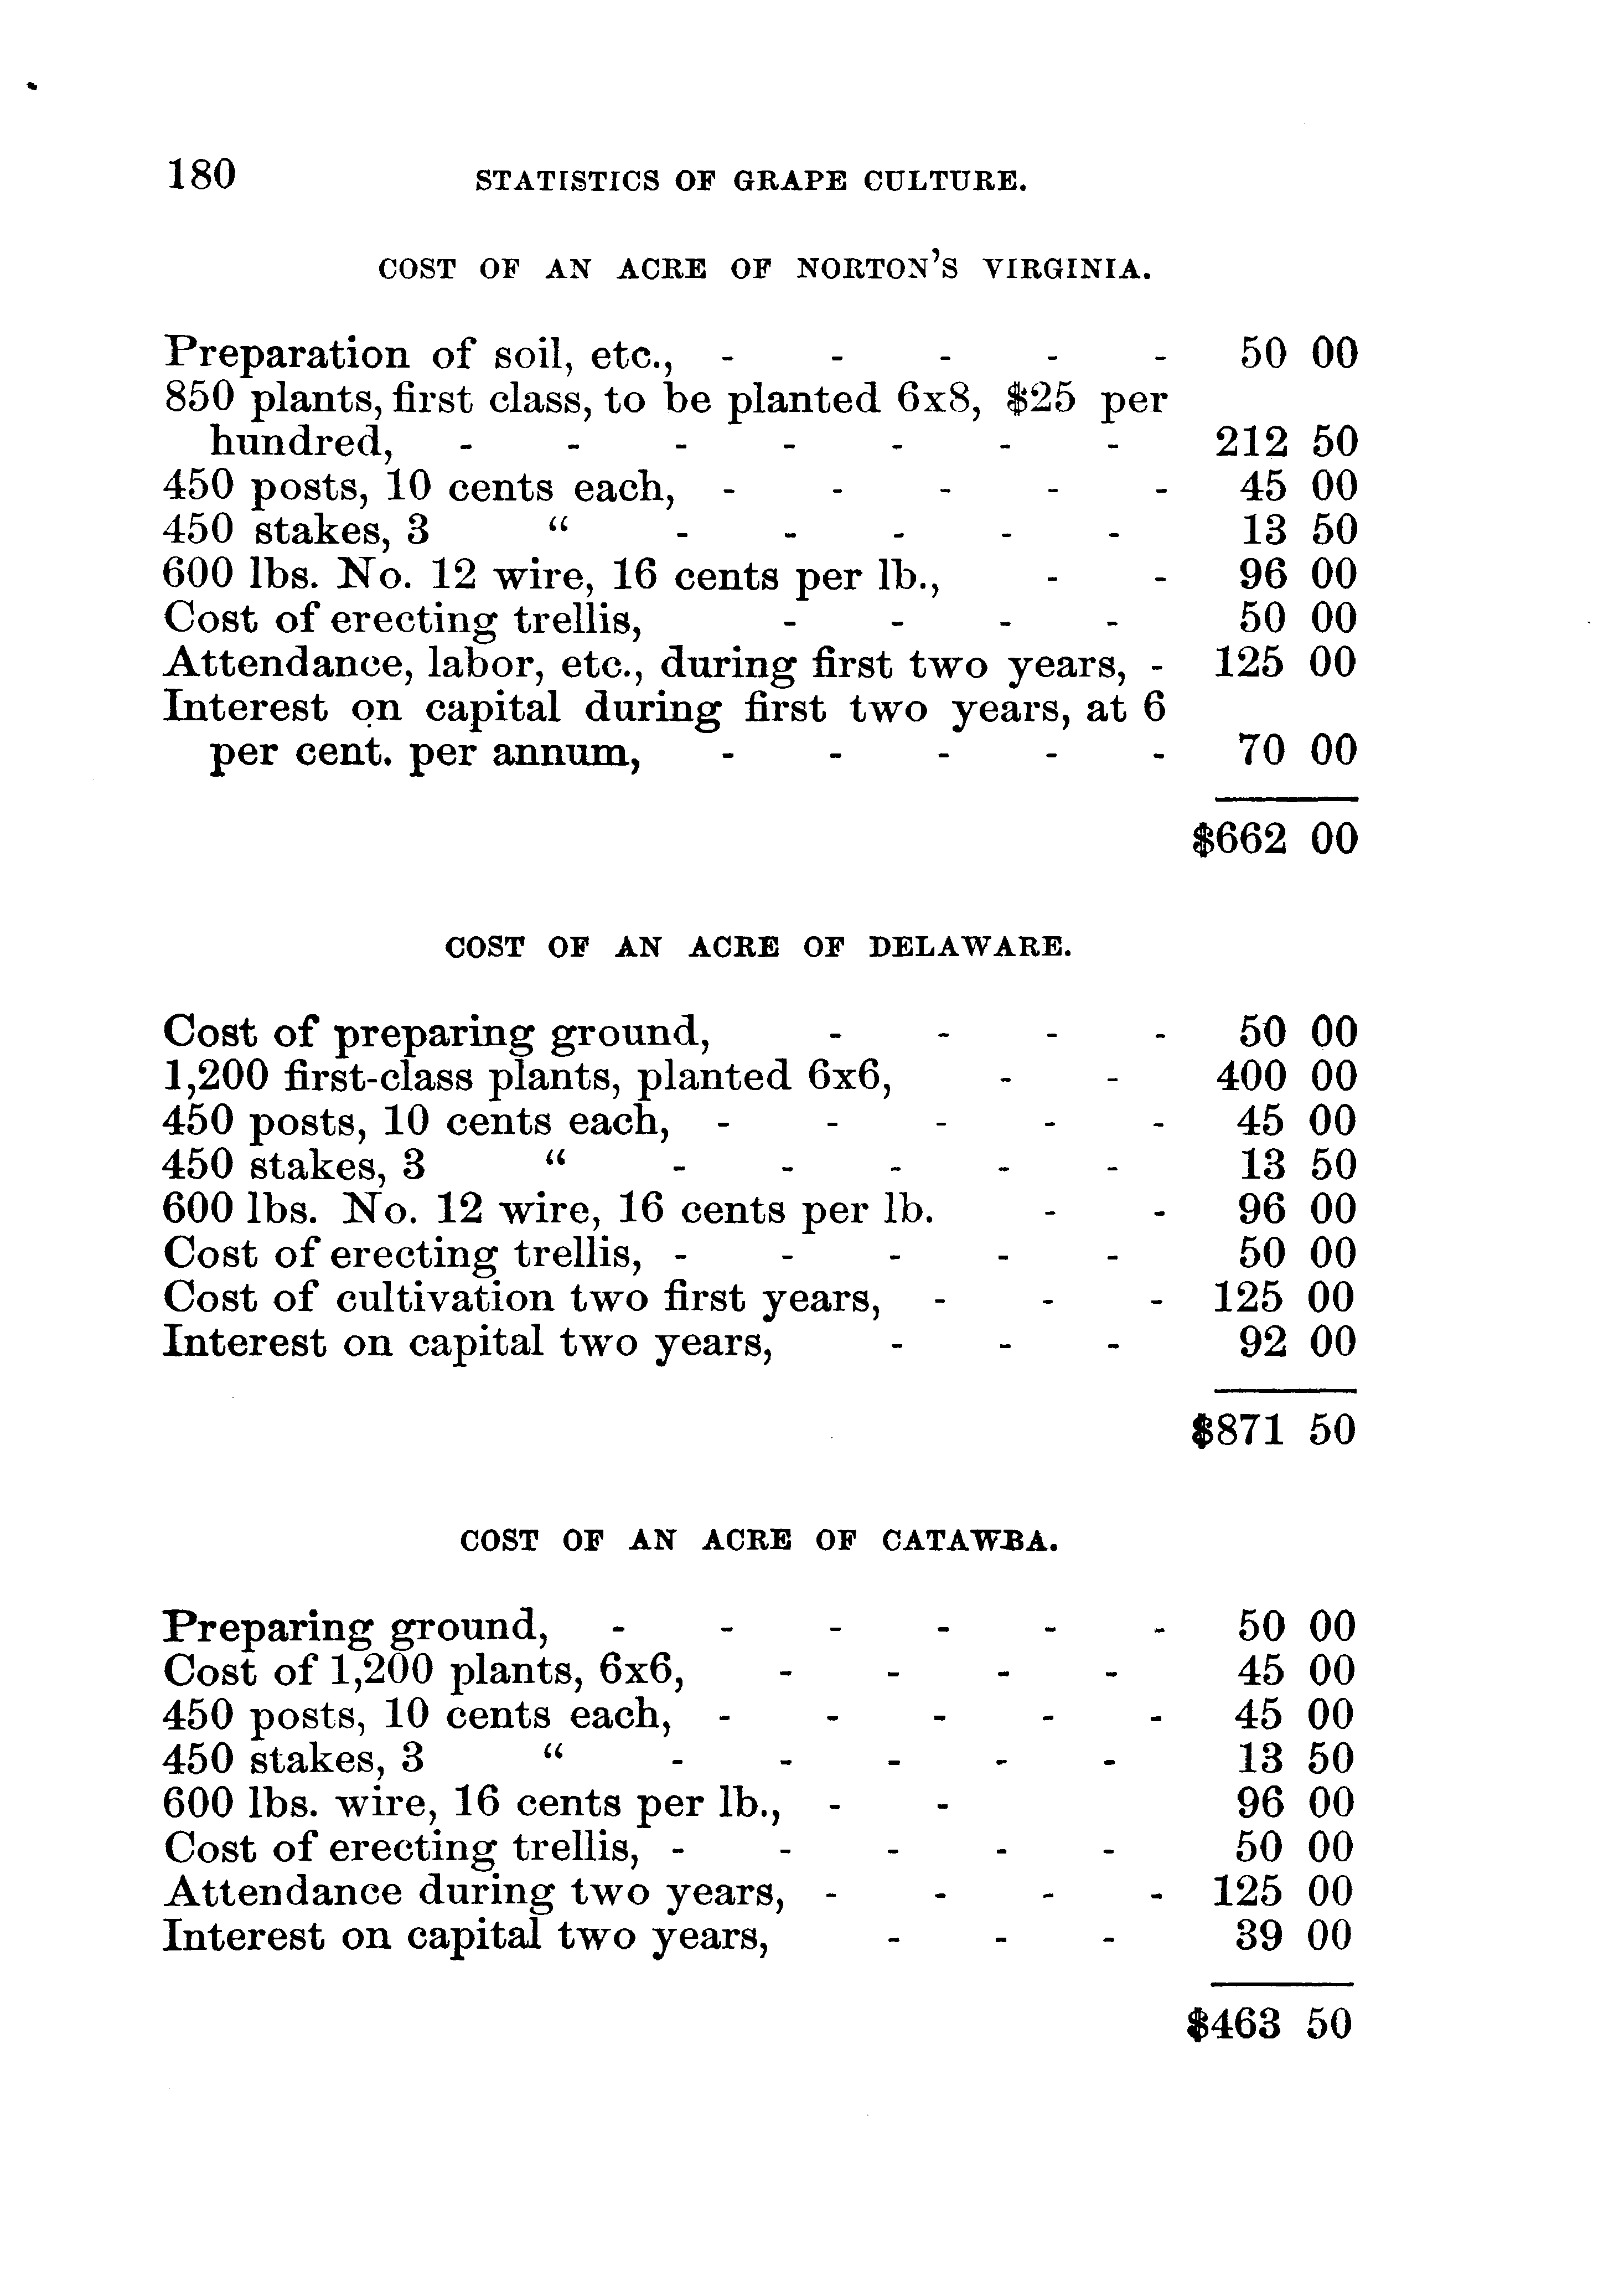 180 STATISTICS OF GRAPE CULTURE.
COST OF AN ACRE OF NORTON'S VIRGINIA.
Preparation of soil, etc., - - - - - 50 00
850 plants, first class, to be planted 6x8, $25 per
hundred, - - - - - - - 212 50
450 posts, 10 cents each, - - - - - 45 00
450 stakes, 3 “ - - - - - 13 50
600 lbs. No. 12 wire, 16 cents per lb., - - 96 00
Cost of erecting trellis, - - - - 50 00
Attendance, labor, etc., during first two years, - 125 00
Interest on capital during first two years, at 6
per cent. per annum, - - - - - 70 00
$662 00
COST OF AN ACRE OF DELAWARE.
Cost of preparing ground, - - - - 50 00
1,200 first-class plants, planted 6x6, - - 400 00
450 posts, 10 cents each, - - - - - 45 00
450 stakes, 3 “ - - - - - 13 50
600 lbs. No. 12 wire, 16 cents per lb. - - 96 00
Cost of erecting trellis, - - - - - 50 00
Cost of cultivation two first years, - - - 125 00
Interest on capital two years, - - - 92 00
$871 50
COST OF AN ACRE OF CATAWBA.
Preparing ground, - - - - - - 50 00
Cost of 1,200 plants, 6x6, - - - - 45 00
450 posts, 10 cents each, - - - - - 45 00
450 stakes, 3 “ - - - - - 13 50
600 lbs. wire, 16 cents per lb., - - 96 00
Cost of erecting trellis, - - - - - 50 00
Attendance during two years, - - - - 125 00
Interest on capital two years, - - - 39 00
$463 50